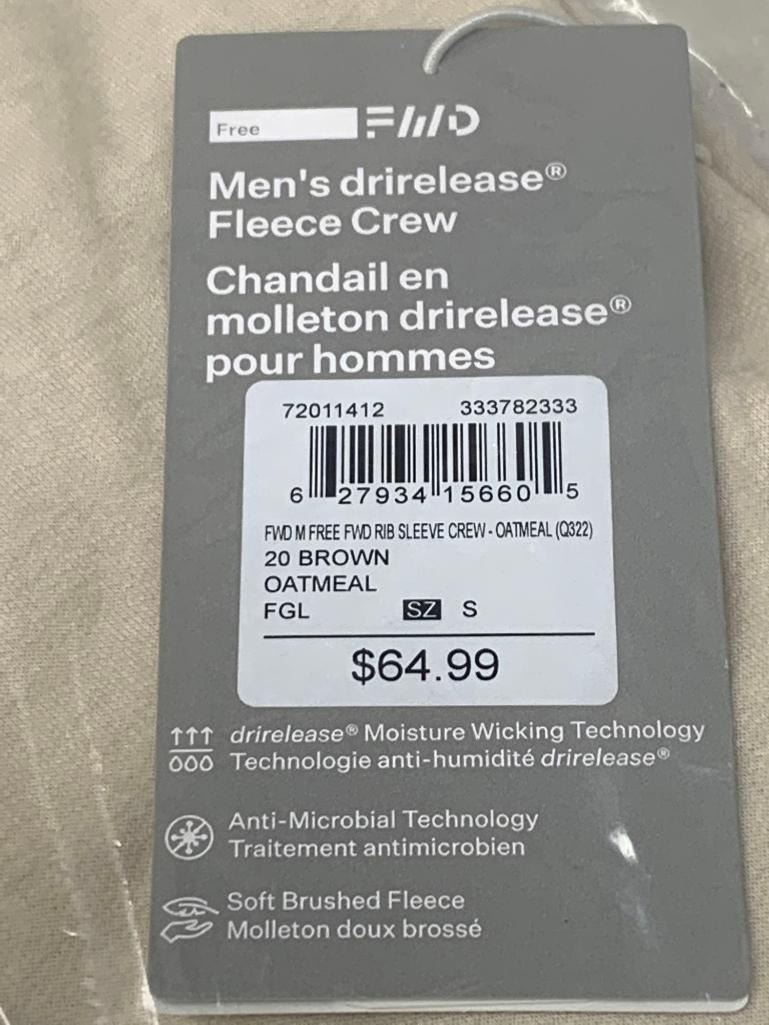 Free FWD
Men's drirelease®
Fleece Crew
Chandail en
molleton drirelease®
pour hommes
72011412 333782333
6 27934 15660 5
FWD M FREE FWD RIB SLEEVE CREW - OATMEAL (Q322)
20 BROWN
OATMEAL
FGL SZ S
$64.99
drirelease® Moisture Wicking Technology
Technologie anti-humidité drirelease®
Anti-Microbial Technology
Traitement antimicrobien
Soft Brushed Fleece
Molleton doux brossé